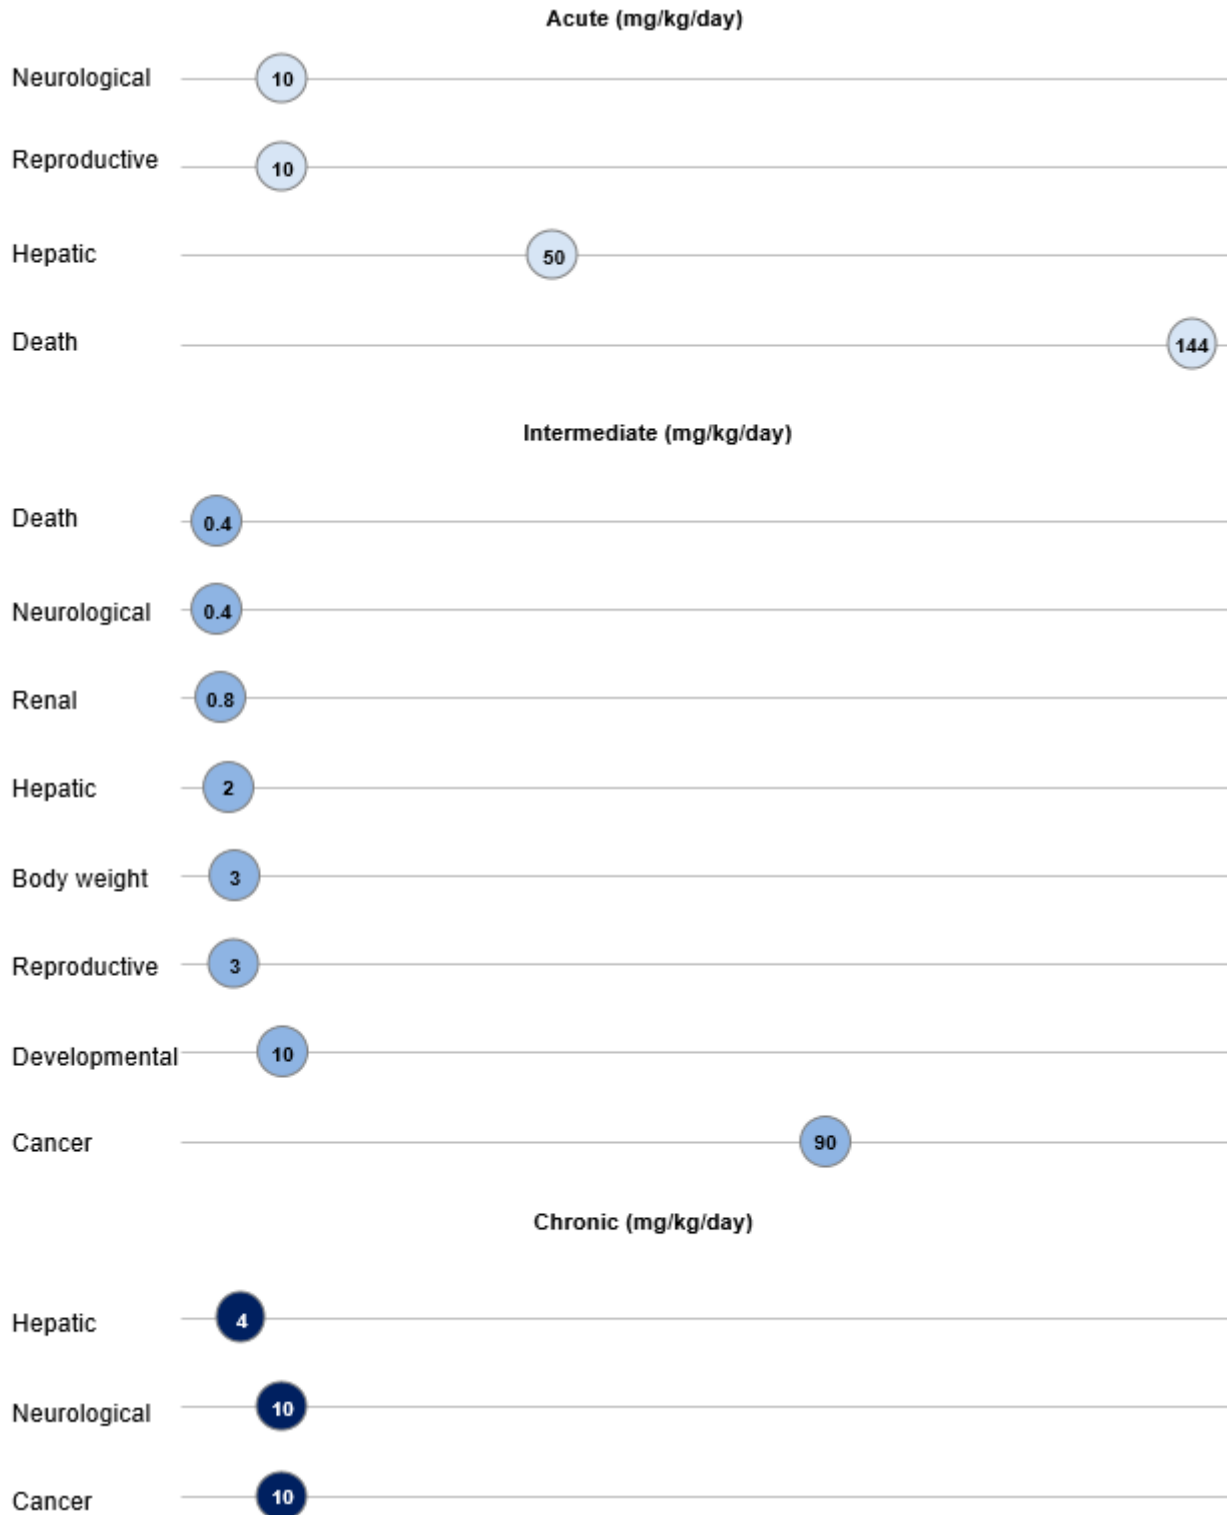 Acute (mg/kg/day)
Neurological 10
Reproductive 10
Hepatic 50
Death 144
Intermediate (mg/kg/day)
Death 0.4
Neurological 0.4
Renal 0.8
Hepatic 2
Body weight 3
Reproductive 3
Developmental 10
Cancer 90
Chronic (mg/kg/day)
Hepatic 4
Neurological 10
Cancer 10